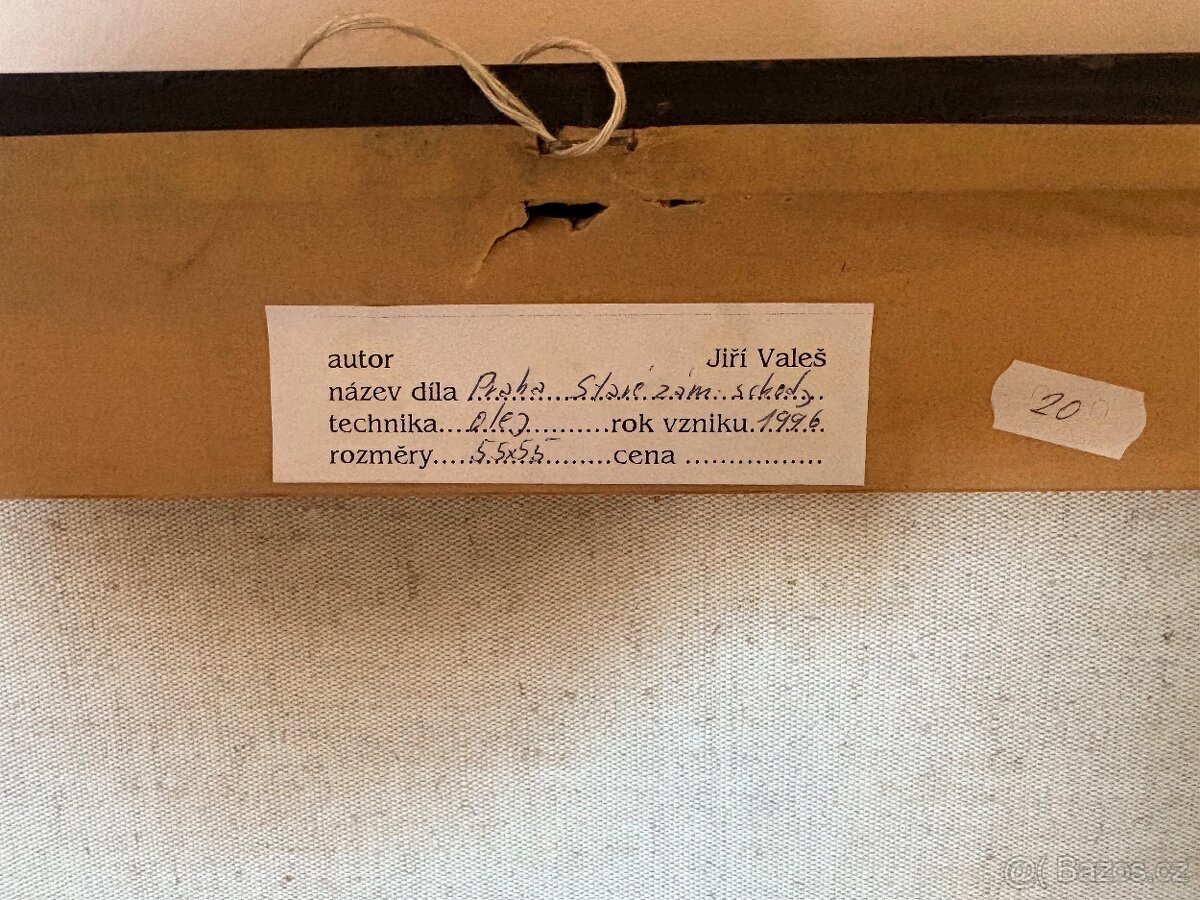 autor Jiří Valeš
název díla Praha Staré zám. schody
technika....olej...........rok vzniku.1996.
rozměry.....55x55.......cena ................
20
@( Bazos.cz